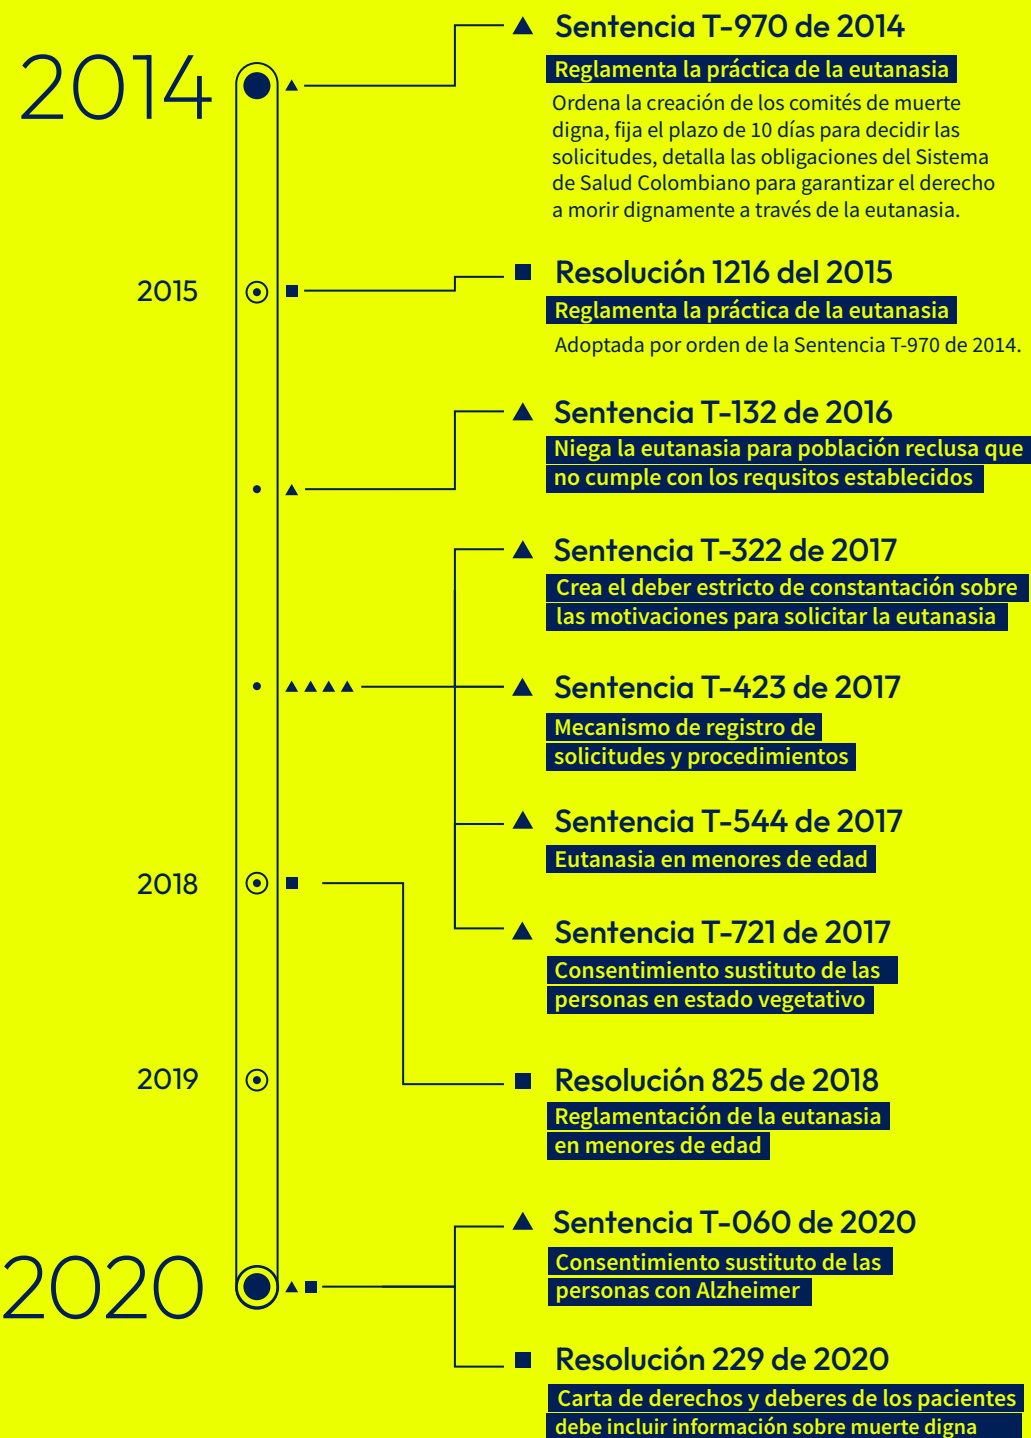 2014
Sentencia T-970 de 2014
Reglamenta la práctica de la eutanasia
Ordena la creación de los comités de muerte
digna, fija el plazo de 10 días para decidir las
solicitudes, detalla las obligaciones del Sistema
de Salud Colombiano para garantizar el derecho
a morir dignamente a través de la eutanasia.
2015
Resolución 1216 del 2015
Reglamenta la práctica de la eutanasia
Adoptada por orden de la Sentencia T-970 de 2014.
Sentencia T-132 de 2016
Niega la eutanasia para población reclusa que
no cumple con los requsitos establecidos
Sentencia T-322 de 2017
Crea el deber estricto de constantación sobre
las motivaciones para solicitar la eutanasia
Sentencia T-423 de 2017
Mecanismo de registro de
solicitudes y procedimientos
Sentencia T-544 de 2017
Eutanasia en menores de edad
2018
Sentencia T-721 de 2017
Consentimiento sustituto de las
personas en estado vegetativo
2019
Resolución 825 de 2018
Reglamentación de la eutanasia
en menores de edad
2020
Sentencia T-060 de 2020
Consentimiento sustituto de las
personas con Alzheimer
Resolución 229 de 2020
Carta de derechos y deberes de los pacientes
debe incluir información sobre muerte digna